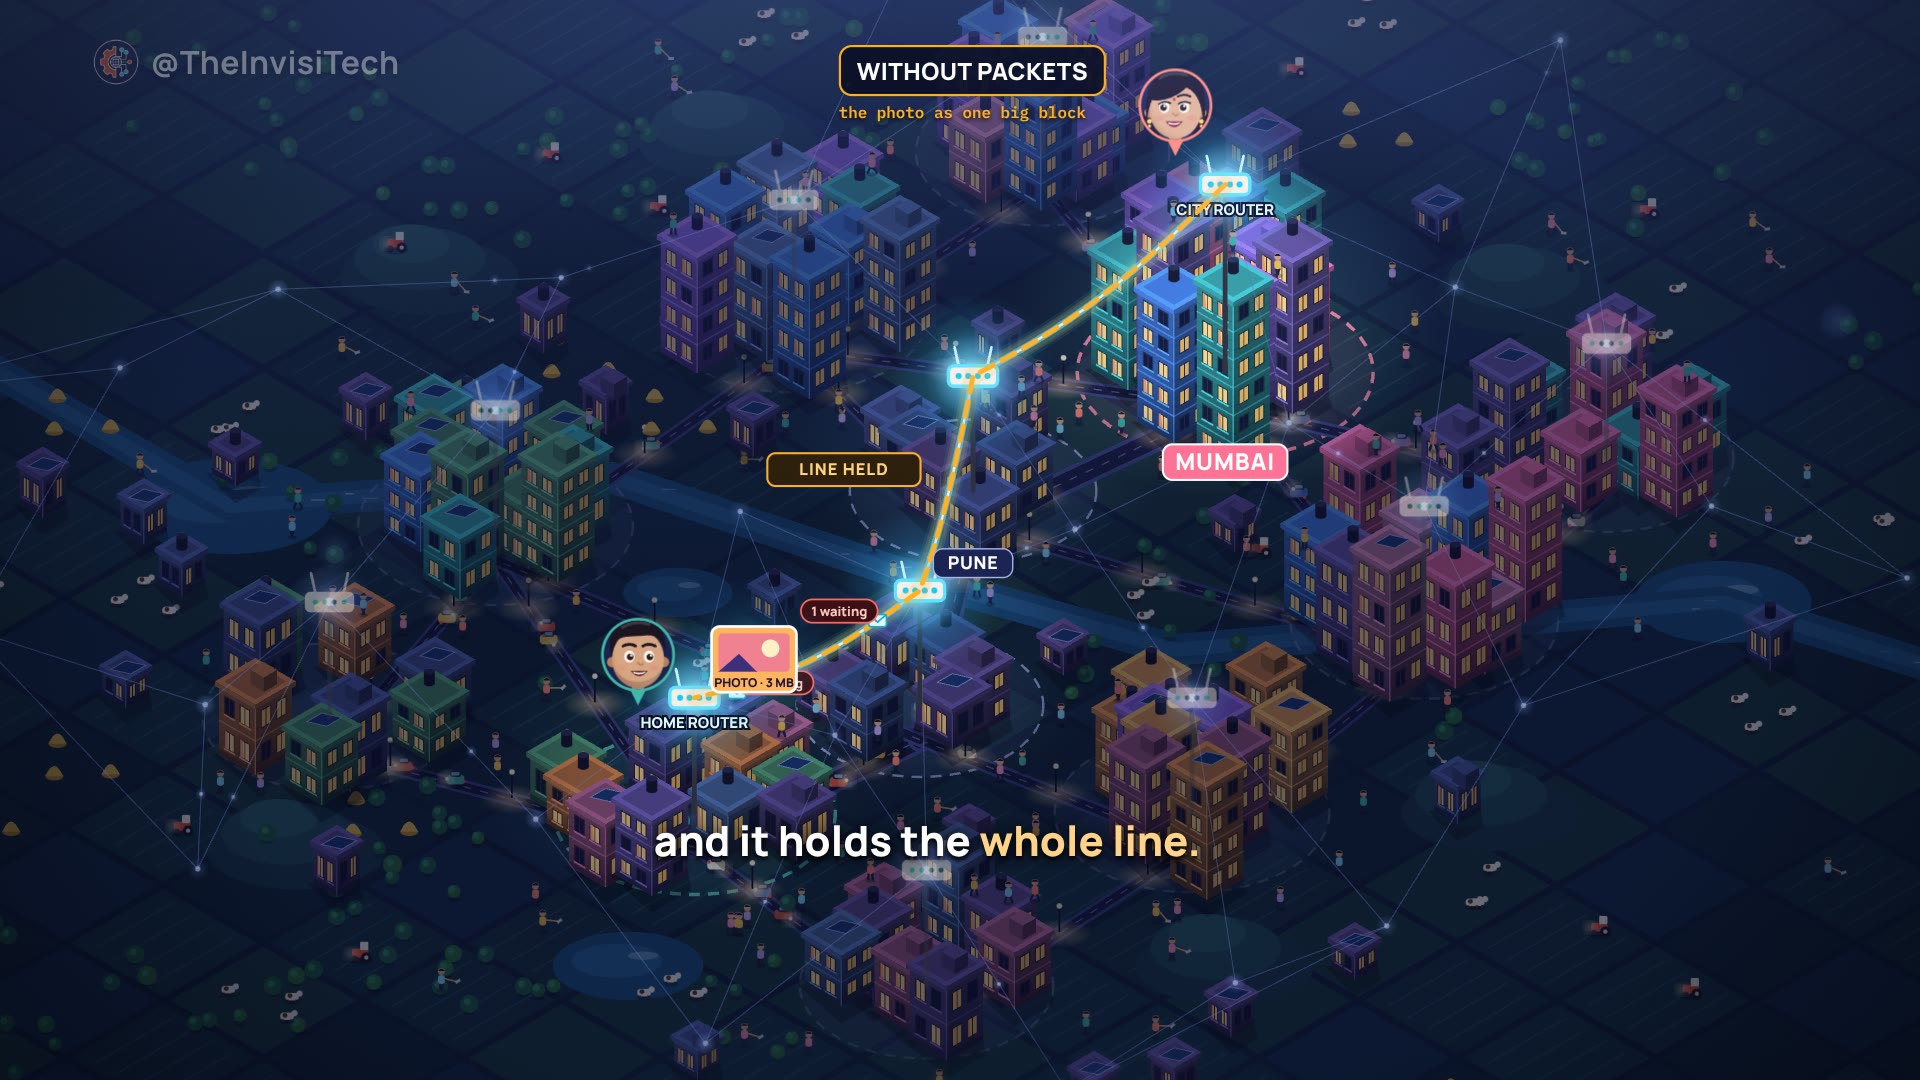 @TheInvisiTech
WITHOUT PACKETS
the photo as one big block
CITY ROUTER
MUMBAI
LINE HELD
PUNE
1 waiting
PHOTO · 3 MB
HOME ROUTER
and it holds the whole line.